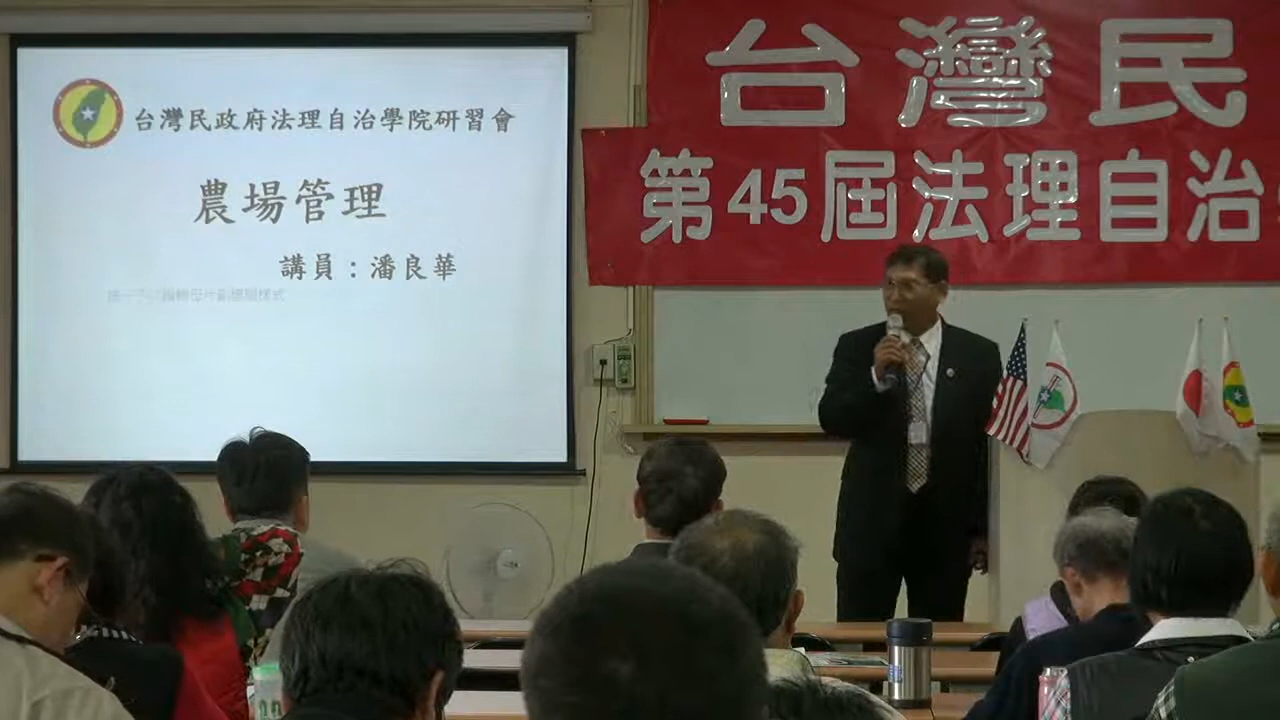 台灣民政府法理自治學院研習會
農場管理
講員：潘良華
台灣民
第45屆法理自治